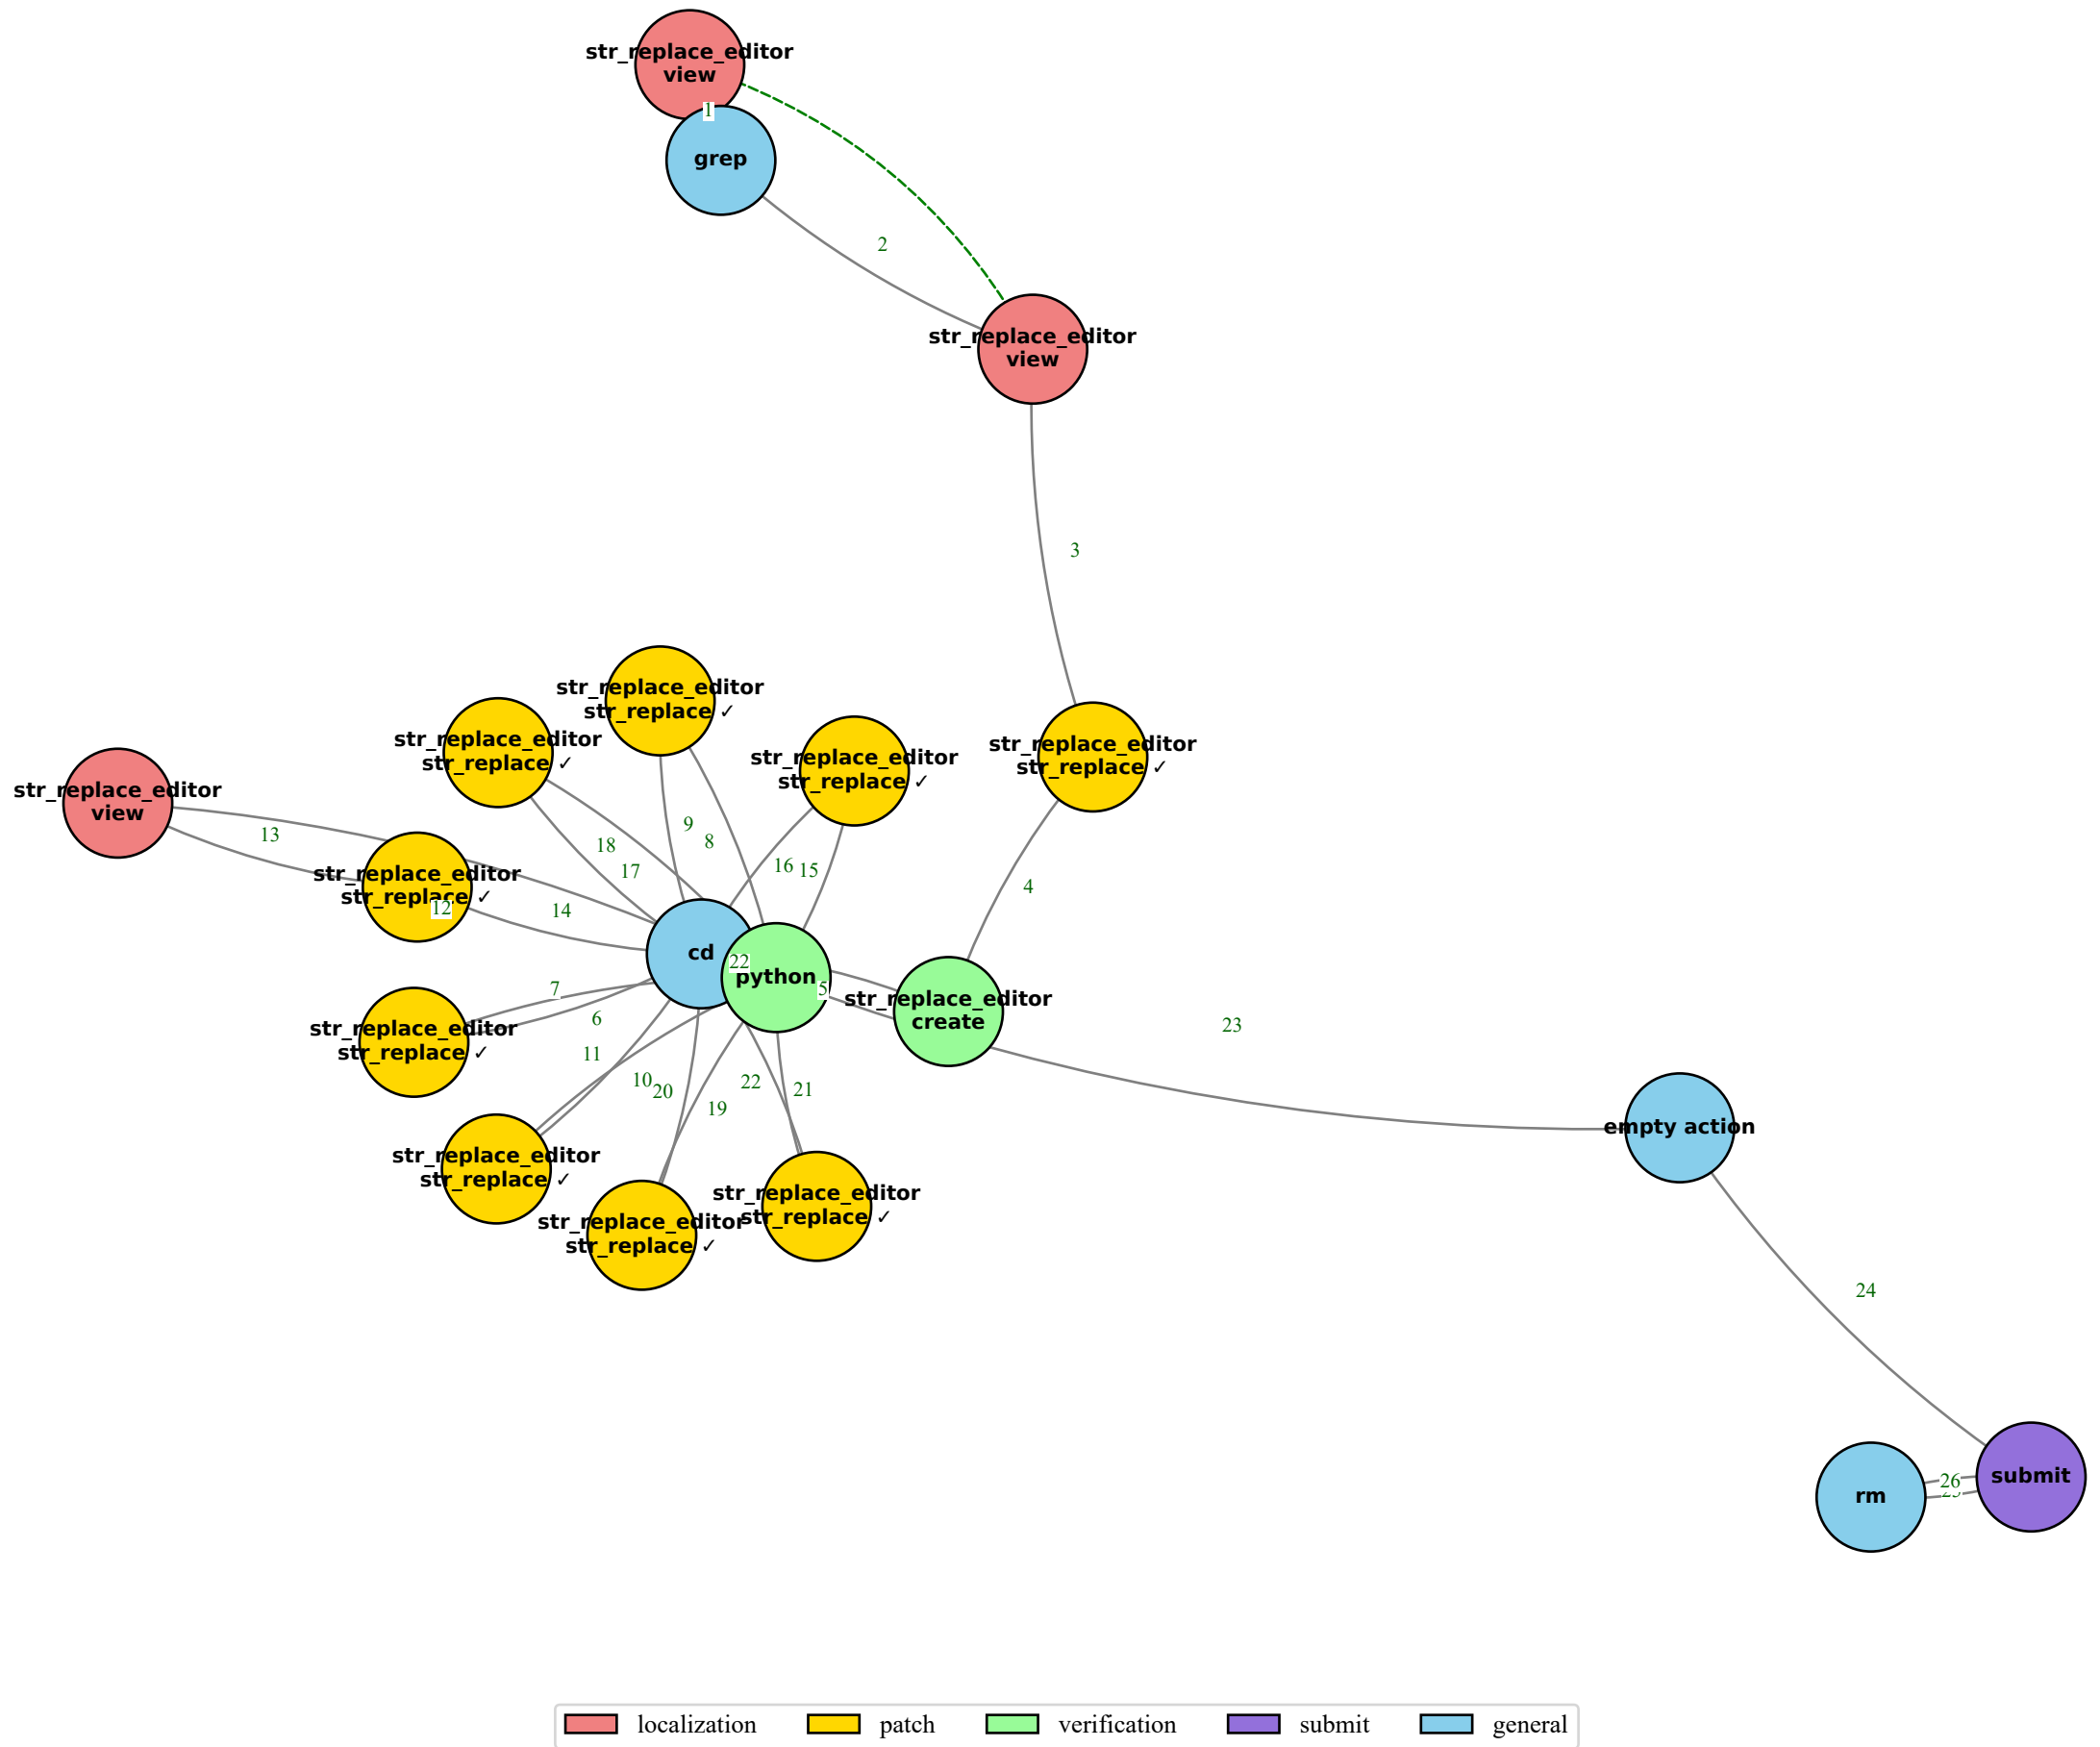 str_replace_editor
view
1
grep
2
str_replace_editor
view
3
str_replace_editor
str_replace ✓
str_replace_editor
str_replace ✓
str_replace_editor
str_replace ✓
str_replace_editor
str_replace ✓
str_replace_editor
view
13
9
8
18
17
16
15
str_replace_editor
str_replace ✓
12
14
4
cd
22
python
5
str_replace_editor
create
7
6
str_replace_editor
str_replace ✓
23
11
10
20
22
21
19
empty action
str_replace_editor
str_replace ✓
str_replace_editor
str_replace ✓
str_replace_editor
str_replace ✓
24
26
25
submit
rm
localization
patch
verification
submit
general